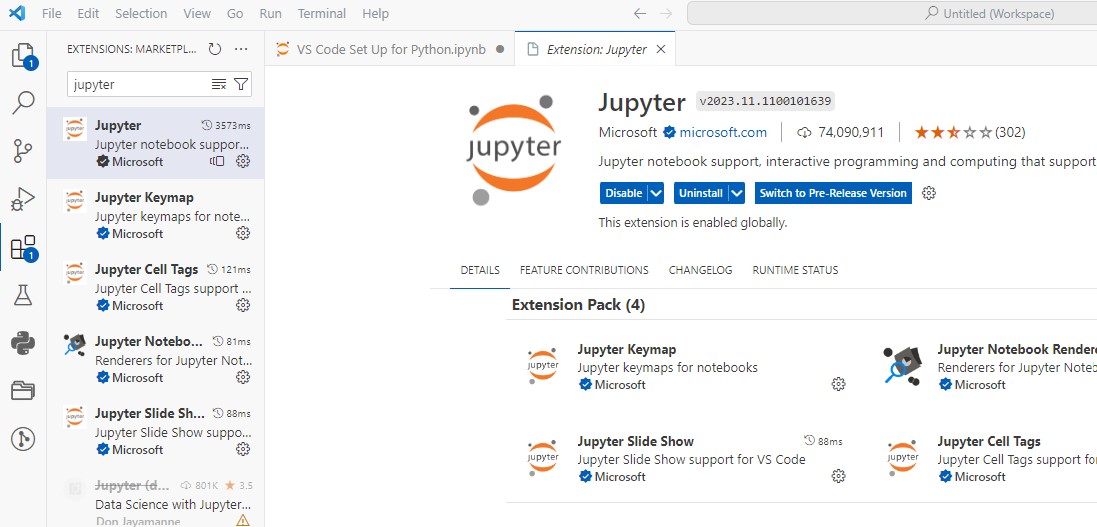 File Edit Selection View Go Run Terminal Help
Untitled (Workspace)
1
1
EXTENSIONS: MARKETPL...
jupyter
Jupyter 3573ms
Jupyter notebook suppor...
Microsoft
Jupyter Keymap
Jupyter keymaps for note...
Microsoft
Jupyter Cell Tags 121ms
Jupyter Cell Tags support ...
Microsoft
Jupyter Notebo... 81ms
Renderers for Jupyter Not...
Microsoft
Jupyter Slide Sh... 88ms
Jupyter Slide Show suppo...
Microsoft
Jupyter (d... 801K 3.5
Data Science with Jupyter...
Don Jayamanne
VS Code Set Up for Python.ipynb
Extension: Jupyter
jupyter
Jupyter v2023.11.1100101639
Microsoft microsoft.com 74,090,911 (302)
Jupyter notebook support, interactive programming and computing that support
Disable Uninstall Switch to Pre-Release Version
This extension is enabled globally.
DETAILS FEATURE CONTRIBUTIONS CHANGELOG RUNTIME STATUS
Extension Pack (4)
jupyter
Jupyter Keymap
Jupyter keymaps for notebooks
Microsoft
Jupyter Notebook Rendere
Renderers for Jupyter Noteb
Microsoft
jupyter
Jupyter Slide Show 88ms
Jupyter Slide Show support for VS Code
Microsoft
jupyter
Jupyter Cell Tags
Jupyter Cell Tags support fo
Microsoft